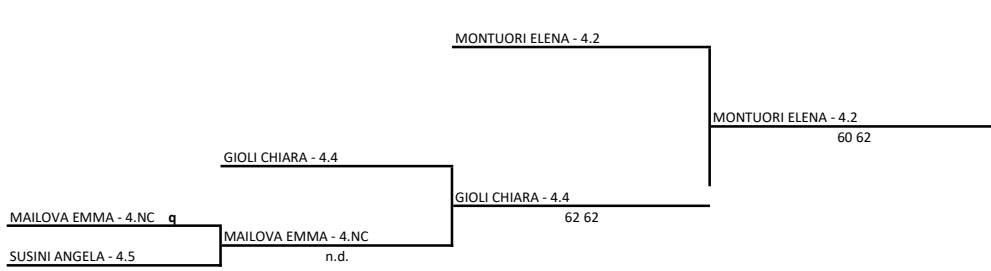 MONTUORI ELENA - 4.2
MONTUORI ELENA - 4.2
60 62
GIOLI CHIARA - 4.4
GIOLI CHIARA - 4.4
62 62
MAILOVA EMMA - 4.NC q
MAILOVA EMMA - 4.NC
n.d.
SUSINI ANGELA - 4.5